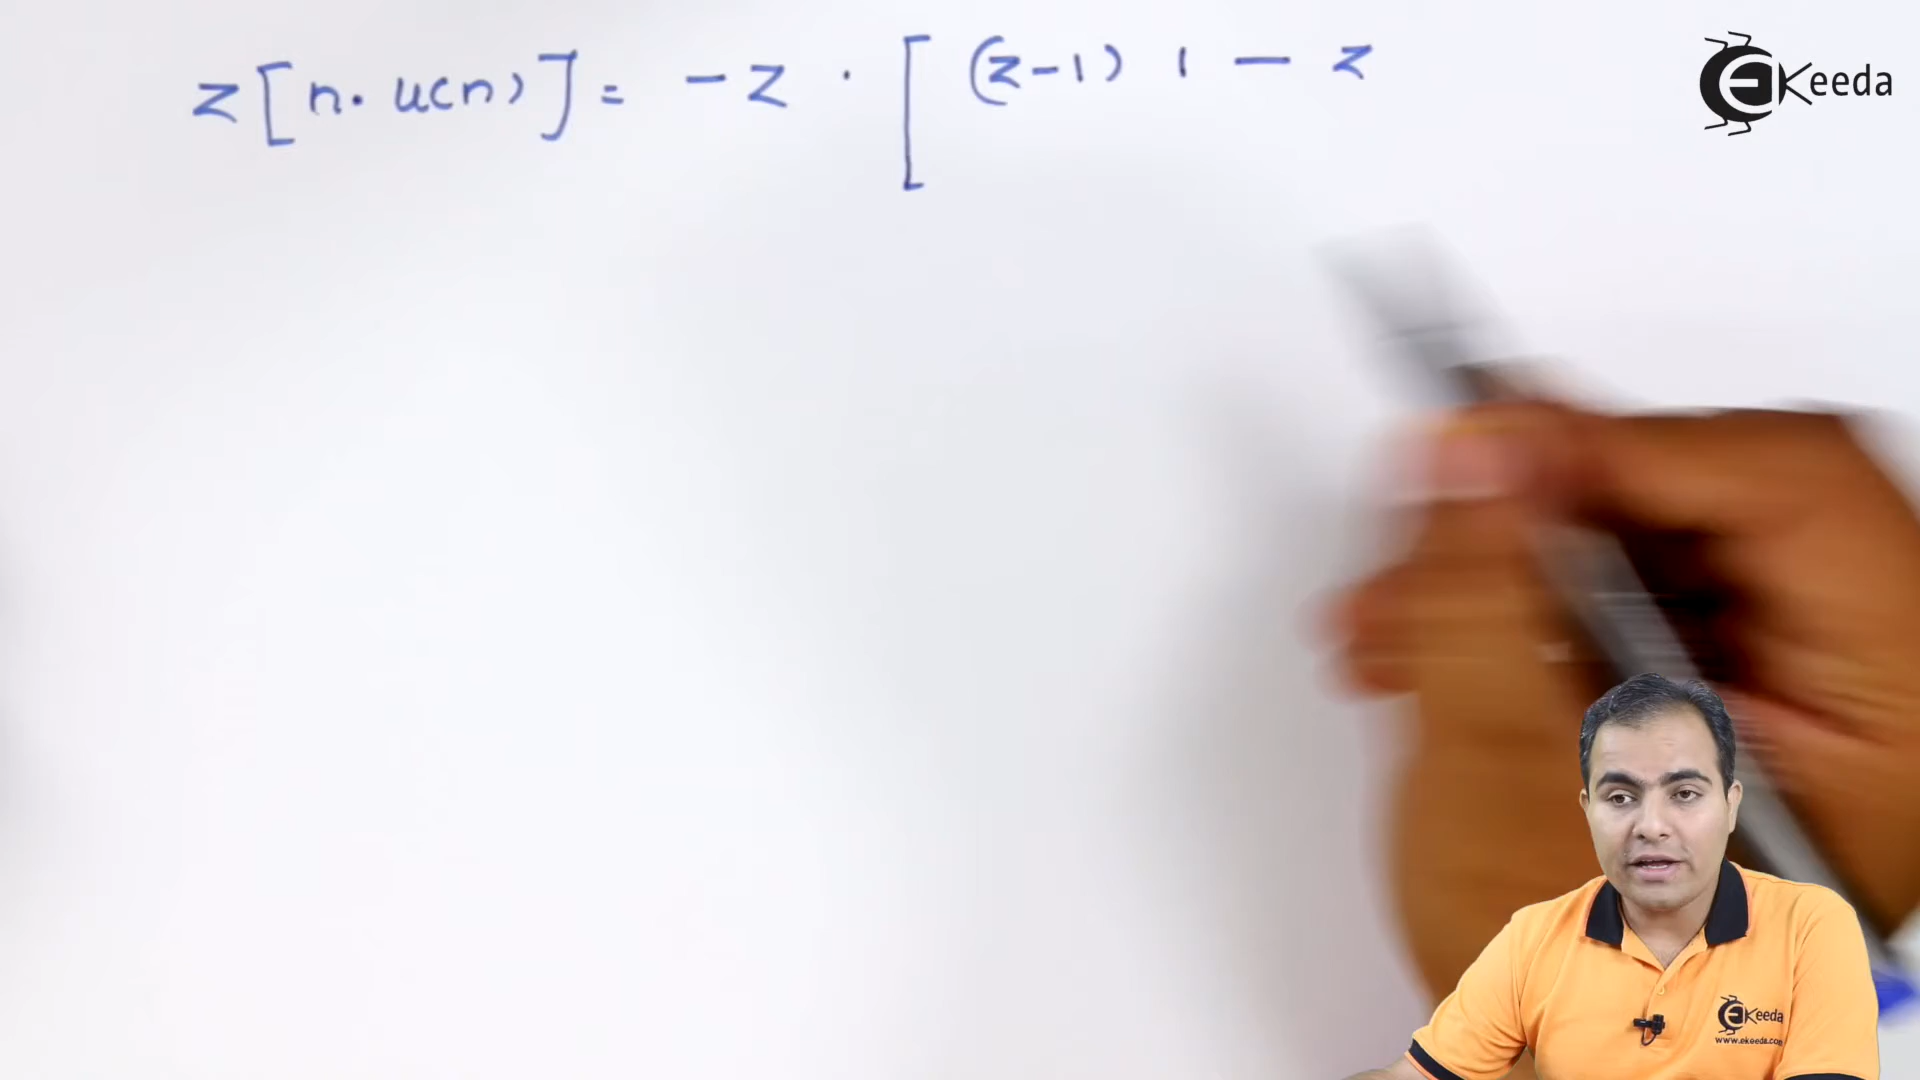 z[n. u(n)] = - z . [ (z-1) 1 - z
EKeeda
EKeeda
www.ekeeda.com